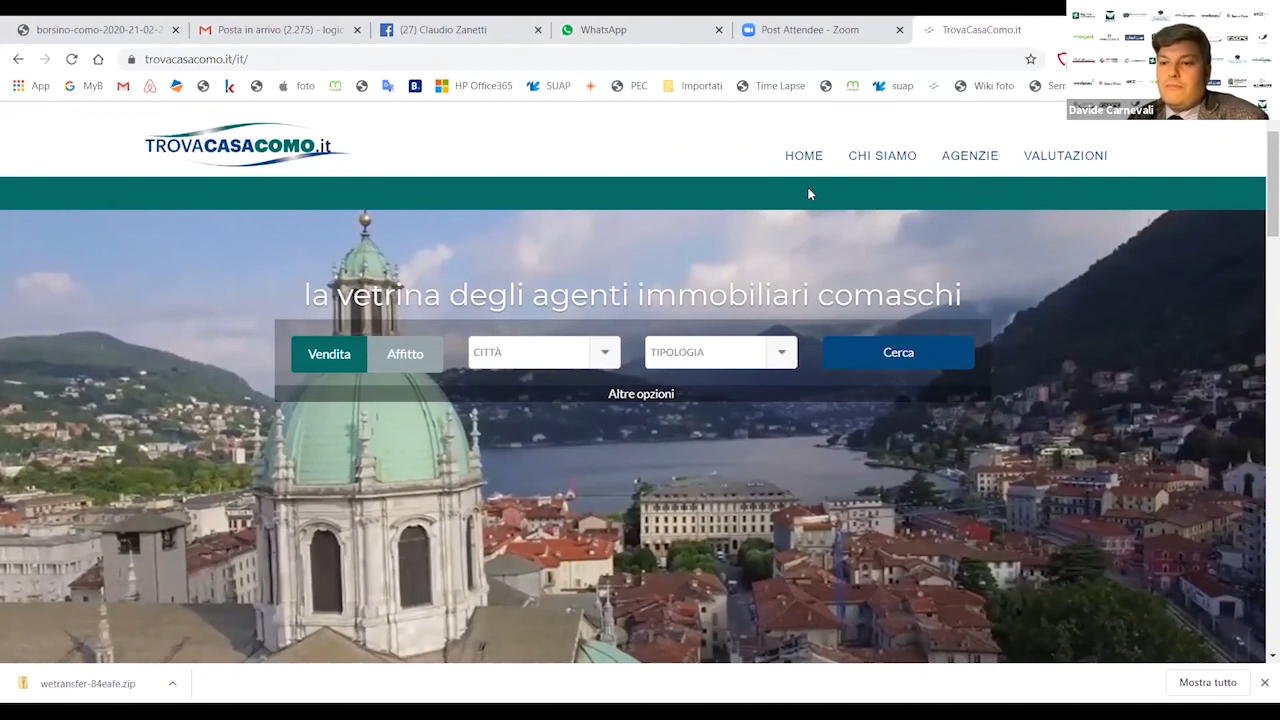 borsino-como-2020-21-02-2
Posta in arrivo (2.275) - logic
(27) Claudio Zanetti
WhatsApp
Post Attendee - Zoom
TrovaCasaComo.it
trovacasacomo.it/it/
App
MyB
foto
HP Office365
SUAP
PEC
Importati
TimeLapse
suap
Wiki foto
Serv
Davide Carnevali
TROVACASACOMO.it
HOME
CHI SIAMO
AGENZIE
VALUTAZIONI
la vetrina degli agenti immobiliari comaschi
Vendita
Affitto
CITTÀ
TIPOLOGIA
Cerca
Altre opzioni
wetransfer-84eafe.zip
Mostra tutto